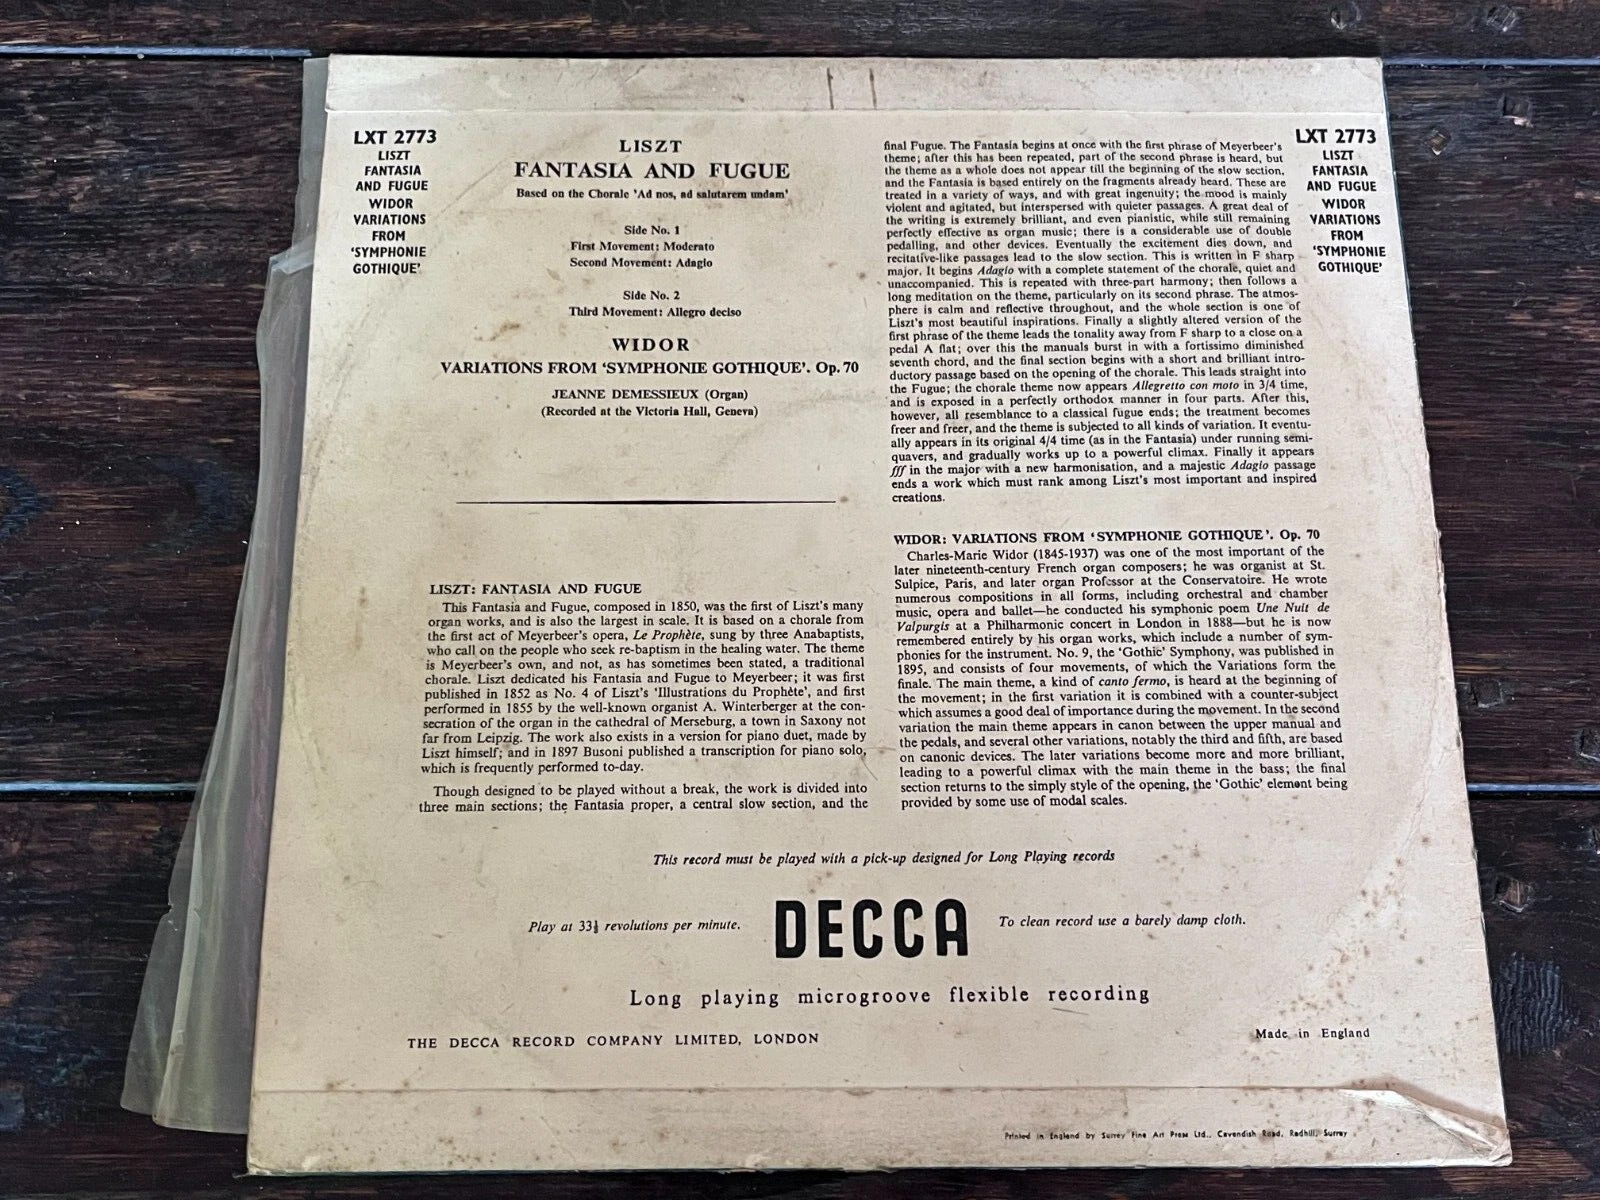 LXT 2773
LISZT
FANTASIA
AND FUGUE
WIDOR
VARIATIONS
FROM
‘SYMPHONIE
GOTHIQUE’
LISZT
FANTASIA AND FUGUE
Based on the Chorale 'Ad nos, ad salutarem undam'
Side No. 1
First Movement: Moderato
Second Movement: Adagio
Side No. 2
Third Movement: Allegro deciso
WIDOR
VARIATIONS FROM ‘SYMPHONIE GOTHIQUE’. Op. 70
JEANNE DEMESSIEUX (Organ)
(Recorded at the Victoria Hall, Geneva)
LISZT: FANTASIA AND FUGUE
This Fantasia and Fugue, composed in 1850, was the first of Liszt's many
organ works, and is also the largest in scale. It is based on a chorale from
the first act of Meyerbeer's opera, Le Prophète, sung by three Anabaptists,
who call on the people who seek re-baptism in the healing water. The theme
is Meyerbeer's own, and not, as has sometimes been stated, a traditional
chorale. Liszt dedicated his Fantasia and Fugue to Meyerbeer; it was first
published in 1852 as No. 4 of Liszt's 'Illustrations du Prophète', and first
performed in 1855 by the well-known organist A. Winterberger at the con-
secration of the organ in the cathedral of Merseburg, a town in Saxony not
far from Leipzig. The work also exists in a version for piano duet, made by
Liszt himself; and in 1897 Busoni published a transcription for piano solo,
which is frequently performed to-day.
Though designed to be played without a break, the work is divided into
three main sections; the Fantasia proper, a central slow section, and the
final Fugue. The Fantasia begins at once with the first phrase of Meyerbeer's
theme; after this has been repeated, part of the second phrase is heard, but
the theme as a whole does not appear till the beginning of the slow section,
and the Fantasia is based entirely on the fragments already heard. These are
treated in a variety of ways, and with great ingenuity; the mood is mainly
violent and agitated, but interspersed with quieter passages. A great deal of
the writing is extremely brilliant, and even pianistic, while still remaining
perfectly effective as organ music; there is a considerable use of double
pedalling, and other devices. Eventually the excitement dies down, and
recitative-like passages lead to the slow section. This is written in F sharp
major. It begins Adagio with a complete statement of the chorale, quiet and
unaccompanied. This is repeated with three-part harmony; then follows a
long meditation on the theme, particularly on its second phrase. The atmos-
phere is calm and reflective throughout, and the whole section is one of
Liszt's most beautiful inspirations. Finally a slightly altered version of the
first phrase of the theme leads the tonality away from F sharp to a close on a
pedal A flat; over this the manuals burst in with a fortissimo diminished
seventh chord, and the final section begins with a short and brilliant intro-
ductory passage based on the opening of the chorale. This leads straight into
the Fugue; the chorale theme now appears Allegretto con moto in 3/4 time,
and is exposed in a perfectly orthodox manner in four parts. After this,
however, all resemblance to a classical fugue ends; the treatment becomes
freer and freer, and the theme is subjected to all kinds of variation. It eventu-
ally appears in its original 4/4 time (as in the Fantasia) under running semi-
quavers, and gradually works up to a powerful climax. Finally it appears
fff in the major with a new harmonisation, and a majestic Adagio passage
ends a work which must rank among Liszt's most important and inspired
creations.
WIDOR: VARIATIONS FROM ‘SYMPHONIE GOTHIQUE’. Op. 70
Charles-Marie Widor (1845-1937) was one of the most important of the
later nineteenth-century French organ composers; he was organist at St.
Sulpice, Paris, and later organ Professor at the Conservatoire. He wrote
numerous compositions in all forms, including orchestral and chamber
music, opera and ballet—he conducted his symphonic poem Une Nuit de
Valpurgis at a Philharmonic concert in London in 1888—but he is now
remembered entirely by his organ works, which include a number of sym-
phonies for the instrument. No. 9, the 'Gothic' Symphony, was published in
1895, and consists of four movements, of which the Variations form the
finale. The main theme, a kind of canto fermo, is heard at the beginning of
the movement; in the first variation it is combined with a counter-subject
which assumes a good deal of importance during the movement. In the second
variation the main theme appears in canon between the upper manual and
the pedals, and several other variations, notably the third and fifth, are based
on canonic devices. The later variations become more and more brilliant,
leading to a powerful climax with the main theme in the bass; the final
section returns to the simply style of the opening, the 'Gothic' element being
provided by some use of modal scales.
LXT 2773
LISZT
FANTASIA
AND FUGUE
WIDOR
VARIATIONS
FROM
‘SYMPHONIE
GOTHIQUE’
This record must be played with a pick-up designed for Long Playing records
Play at 33⅓ revolutions per minute.
DECCA
To clean record use a barely damp cloth.
Long playing microgroove flexible recording
THE DECCA RECORD COMPANY LIMITED, LONDON
Made in England
Printed in England by Surrey Fine Art Press Ltd., Cavendish Road, Redhill, Surrey